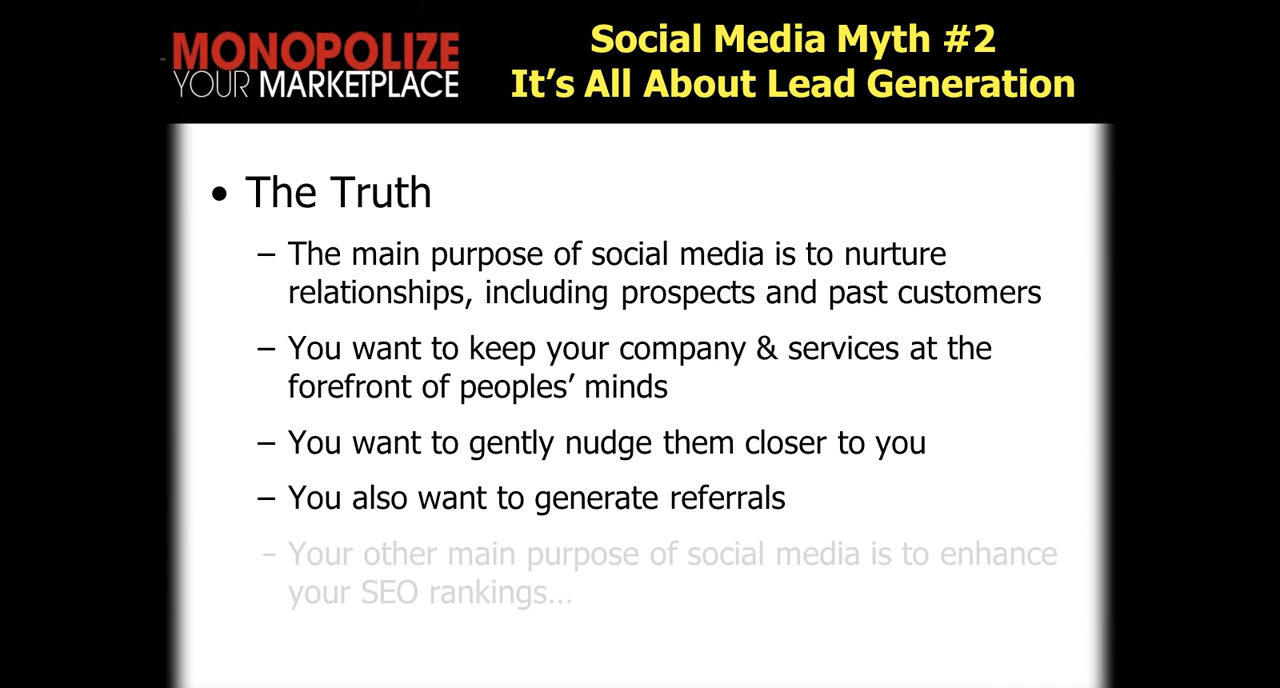 MONOPOLIZE
YOUR MARKETPLACE
Social Media Myth #2
It's All About Lead Generation
• The Truth
– The main purpose of social media is to nurture
relationships, including prospects and past customers
– You want to keep your company & services at the
forefront of peoples’ minds
– You want to gently nudge them closer to you
– You also want to generate referrals
– Your other main purpose of social media is to enhance
your SEO rankings…